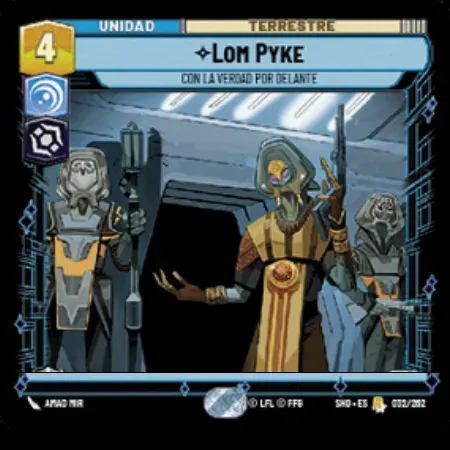 UNIDAD TERRESTRE
4
LOM PYKE
CON LA VERDAD POR DELANTE
AMAD MIR © LFL © FFG SHD • ES 032/262